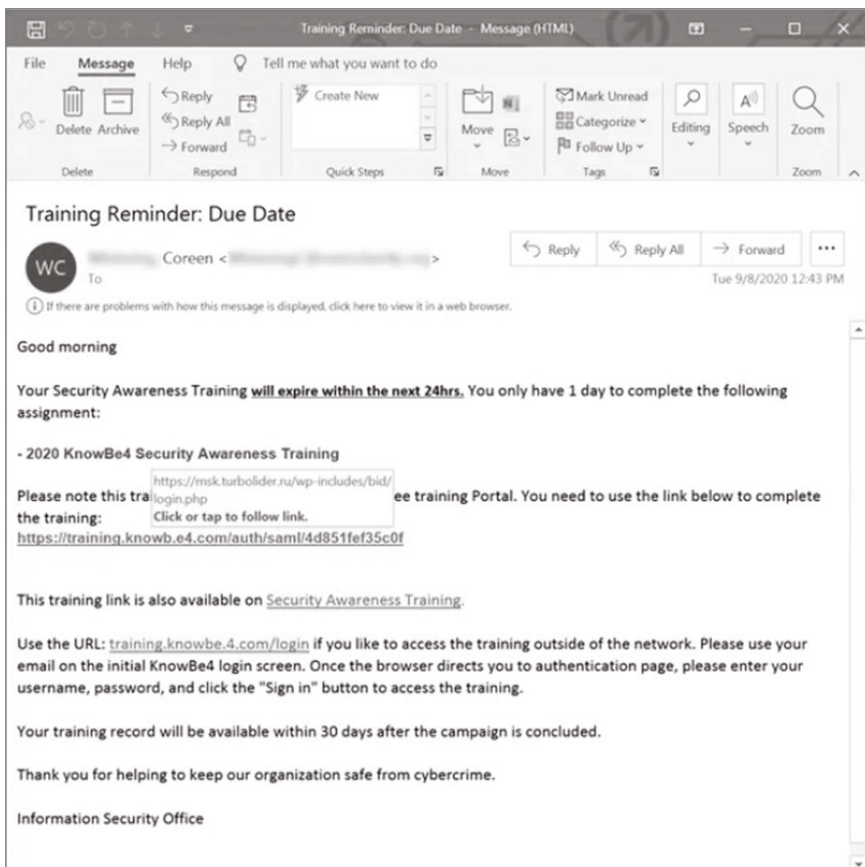 Training Reminder: Due Date - Message (HTML)
File Message Help Tell me what you want to do
Delete Archive
Reply
Reply All
Forward
Create New
Move
Mark Unread
Categorize
Follow Up
Editing
Speech
Zoom
Delete Respond Quick Steps Move Tags Zoom
Training Reminder: Due Date
WC
Coreen < >
To
Reply Reply All Forward
Tue 9/8/2020 12:43 PM
If there are problems with how this message is displayed, click here to view it in a web browser.
Good morning
Your Security Awareness Training will expire within the next 24hrs. You only have 1 day to complete the following
assignment:
- 2020 KnowBe4 Security Awareness Training
https://msk.turbolider.ru/wp-includes/bid/
login.php
Click or tap to follow link.
Please note this tra ee training Portal. You need to use the link below to complete
the training:
https://training.knowb.e4.com/auth/saml/4d851fef35c0f
This training link is also available on Security Awareness Training.
Use the URL: training.knowbe.4.com/login if you like to access the training outside of the network. Please use your
email on the initial KnowBe4 login screen. Once the browser directs you to authentication page, please enter your
username, password, and click the "Sign in" button to access the training.
Your training record will be available within 30 days after the campaign is concluded.
Thank you for helping to keep our organization safe from cybercrime.
Information Security Office